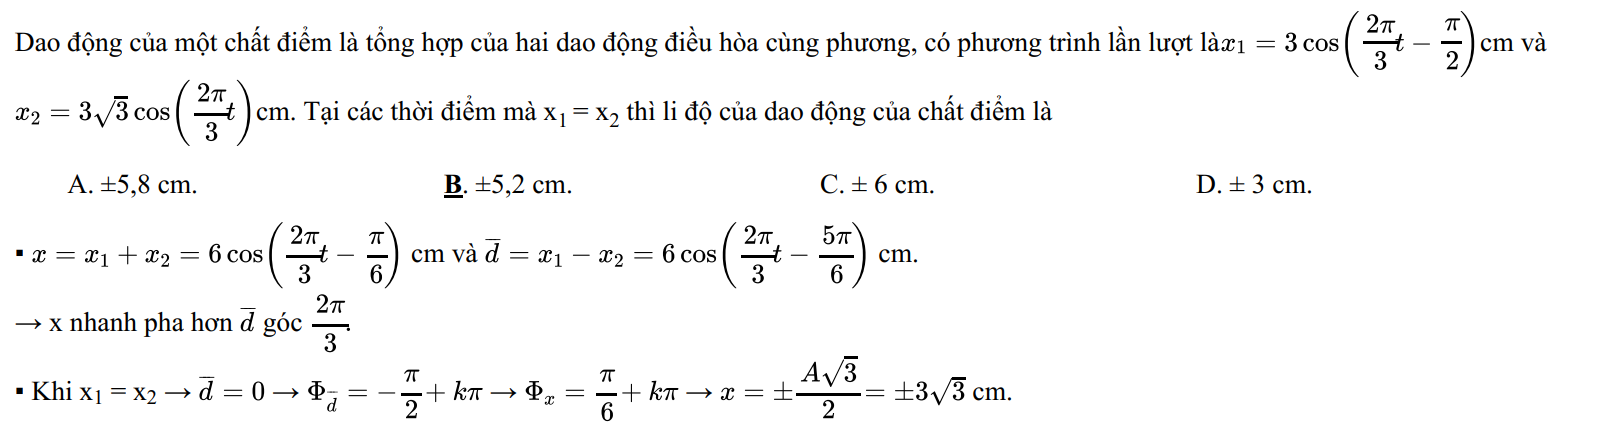 Dao động của một chất điểm là tổng hợp của hai dao động điều hòa cùng phương, có phương trình lần lượt là$x_1 = 3\cos\left(\frac{2\pi}{3}t - \frac{\pi}{2}\right)$cm và
$x_2 = 3\sqrt{3}\cos\left(\frac{2\pi}{3}t\right)$cm. Tại các thời điểm mà x₁ = x₂ thì li độ của dao động của chất điểm là
A. ±5,8 cm. B. ±5,2 cm. C. ± 6 cm. D. ± 3 cm.
▪ $x = x_1 + x_2 = 6\cos\left(\frac{2\pi}{3}t - \frac{\pi}{6}\right)$ cm và $\overline{d} = x_1 - x_2 = 6\cos\left(\frac{2\pi}{3}t - \frac{5\pi}{6}\right)$ cm.
→ x nhanh pha hơn $\overline{d}$ góc $\frac{2\pi}{3}$.
▪ Khi x₁ = x₂ → $\overline{d} = 0 \rightarrow \Phi_{\overline{d}} = -\frac{\pi}{2} + k\pi \rightarrow \Phi_x = \frac{\pi}{6} + k\pi \rightarrow x = \pm\frac{A\sqrt{3}}{2} = \pm 3\sqrt{3}$ cm.